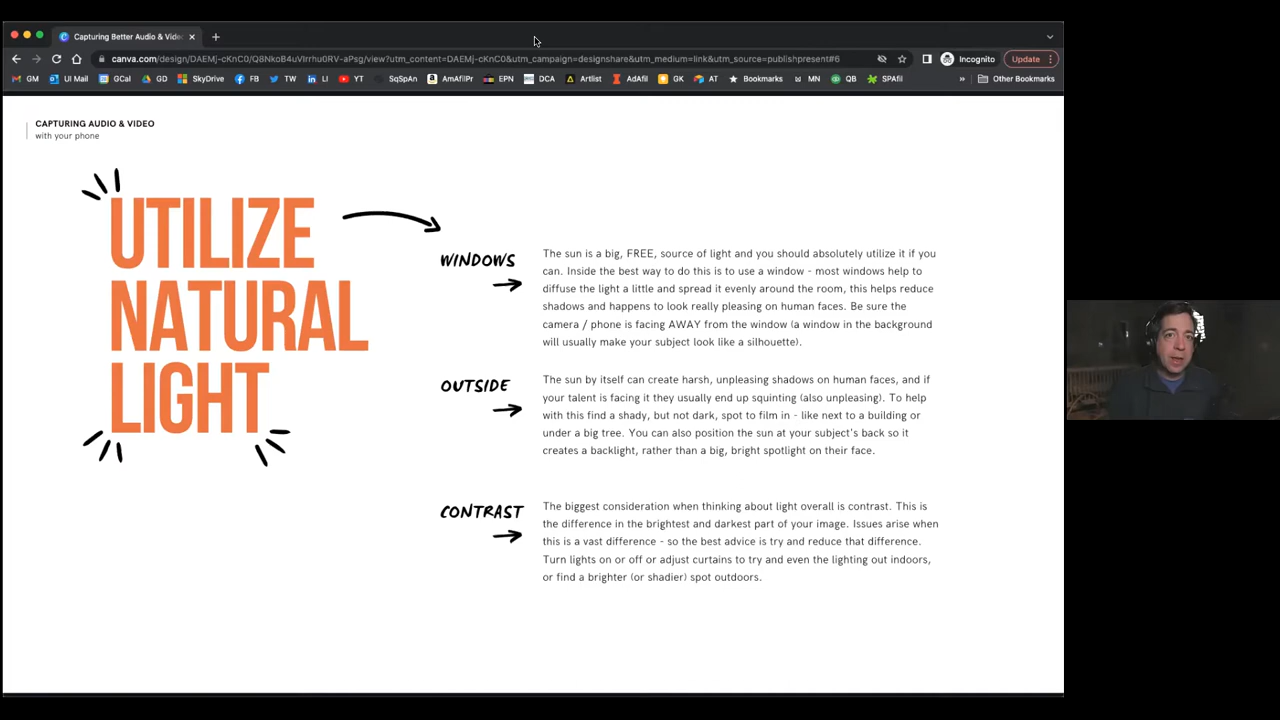 Capturing Better Audio & Vide
canva.com/design/DAEMj-cKnC0/Q8NkoB4uVIrrhu0RV-aPsg/view?utm_content=DAEMj-cKnC0&utm_campaign=designshare&utm_medium=link&utm_source=publishpresent#6
Incognito
Update
GM
UI Mail
GCal
GD
SkyDrive
FB
TW
LI
YT
SqSpAn
AmAfilPr
EPN
DCA
Artlist
AdAfil
GK
AT
Bookmarks
MN
QB
SPAfil
Other Bookmarks
CAPTURING AUDIO & VIDEO
with your phone
UTILIZE
NATURAL
LIGHT
WINDOWS
The sun is a big, FREE, source of light and you should absolutely utilize it if you
can. Inside the best way to do this is to use a window - most windows help to
diffuse the light a little and spread it evenly around the room, this helps reduce
shadows and happens to look really pleasing on human faces. Be sure the
camera / phone is facing AWAY from the window (a window in the background
will usually make your subject look like a silhouette).
OUTSIDE
The sun by itself can create harsh, unpleasing shadows on human faces, and if
your talent is facing it they usually end up squinting (also unpleasing). To help
with this find a shady, but not dark, spot to film in - like next to a building or
under a big tree. You can also position the sun at your subject's back so it
creates a backlight, rather than a big, bright spotlight on their face.
CONTRAST
The biggest consideration when thinking about light overall is contrast. This is
the difference in the brightest and darkest part of your image. Issues arise when
this is a vast difference - so the best advice is try and reduce that difference.
Turn lights on or off or adjust curtains to try and even the lighting out indoors,
or find a brighter (or shadier) spot outdoors.